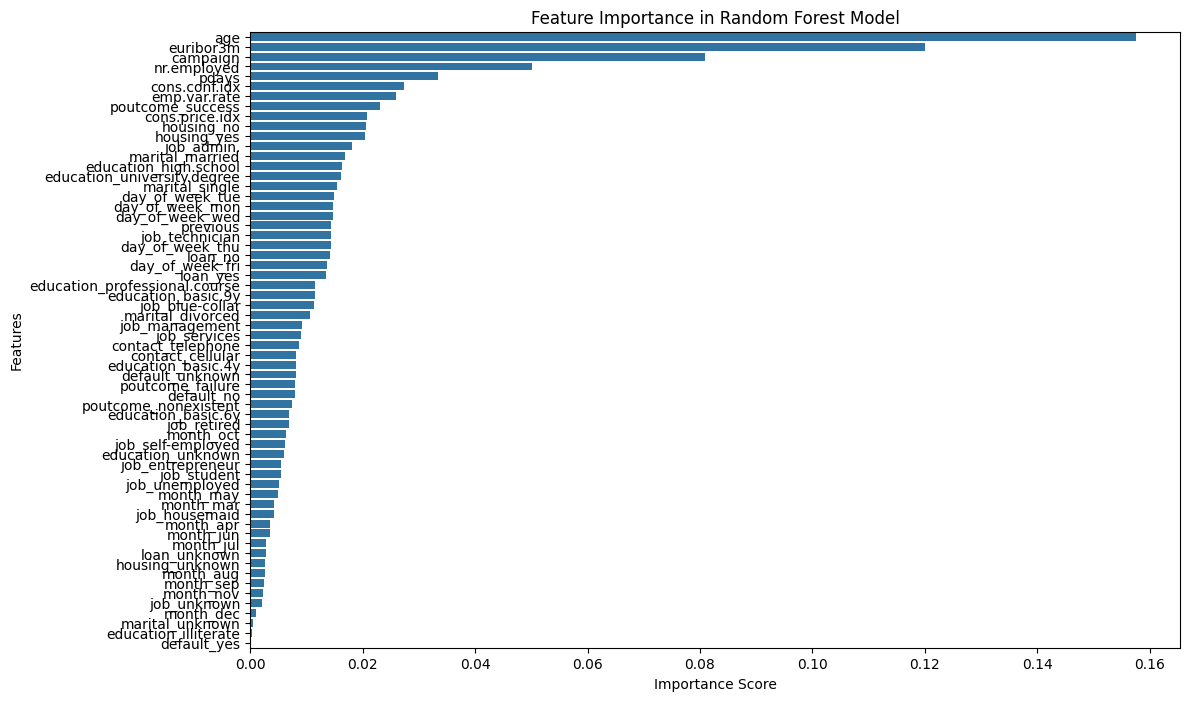 Feature Importance in Random Forest Model
age
euribor3m
campaign
nr.employed
pdays
cons.conf.idx
emp.var.rate
poutcome_success
cons.price.idx
housing_no
housing_yes
job_admin.
marital_married
education_high.school
education_university.degree
marital_single
day_of_week_tue
day_of_week_mon
day_of_week_wed
previous
job_technician
day_of_week_thu
loan_no
day_of_week_fri
loan_yes
education_professional.course
education_basic.9y
job_blue-collar
marital_divorced
job_management
job_services
contact_telephone
contact_cellular
education_basic.4y
default_unknown
poutcome_failure
default_no
poutcome_nonexistent
education_basic.6y
job_retired
month_oct
job_self-employed
education_unknown
job_entrepreneur
job_student
job_unemployed
month_may
month_mar
job_housemaid
month_apr
month_jun
month_jul
loan_unknown
housing_unknown
month_aug
month_sep
month_nov
job_unknown
month_dec
marital_unknown
education_illiterate
default_yes
Features
0.00 0.02 0.04 0.06 0.08 0.10 0.12 0.14 0.16
Importance Score